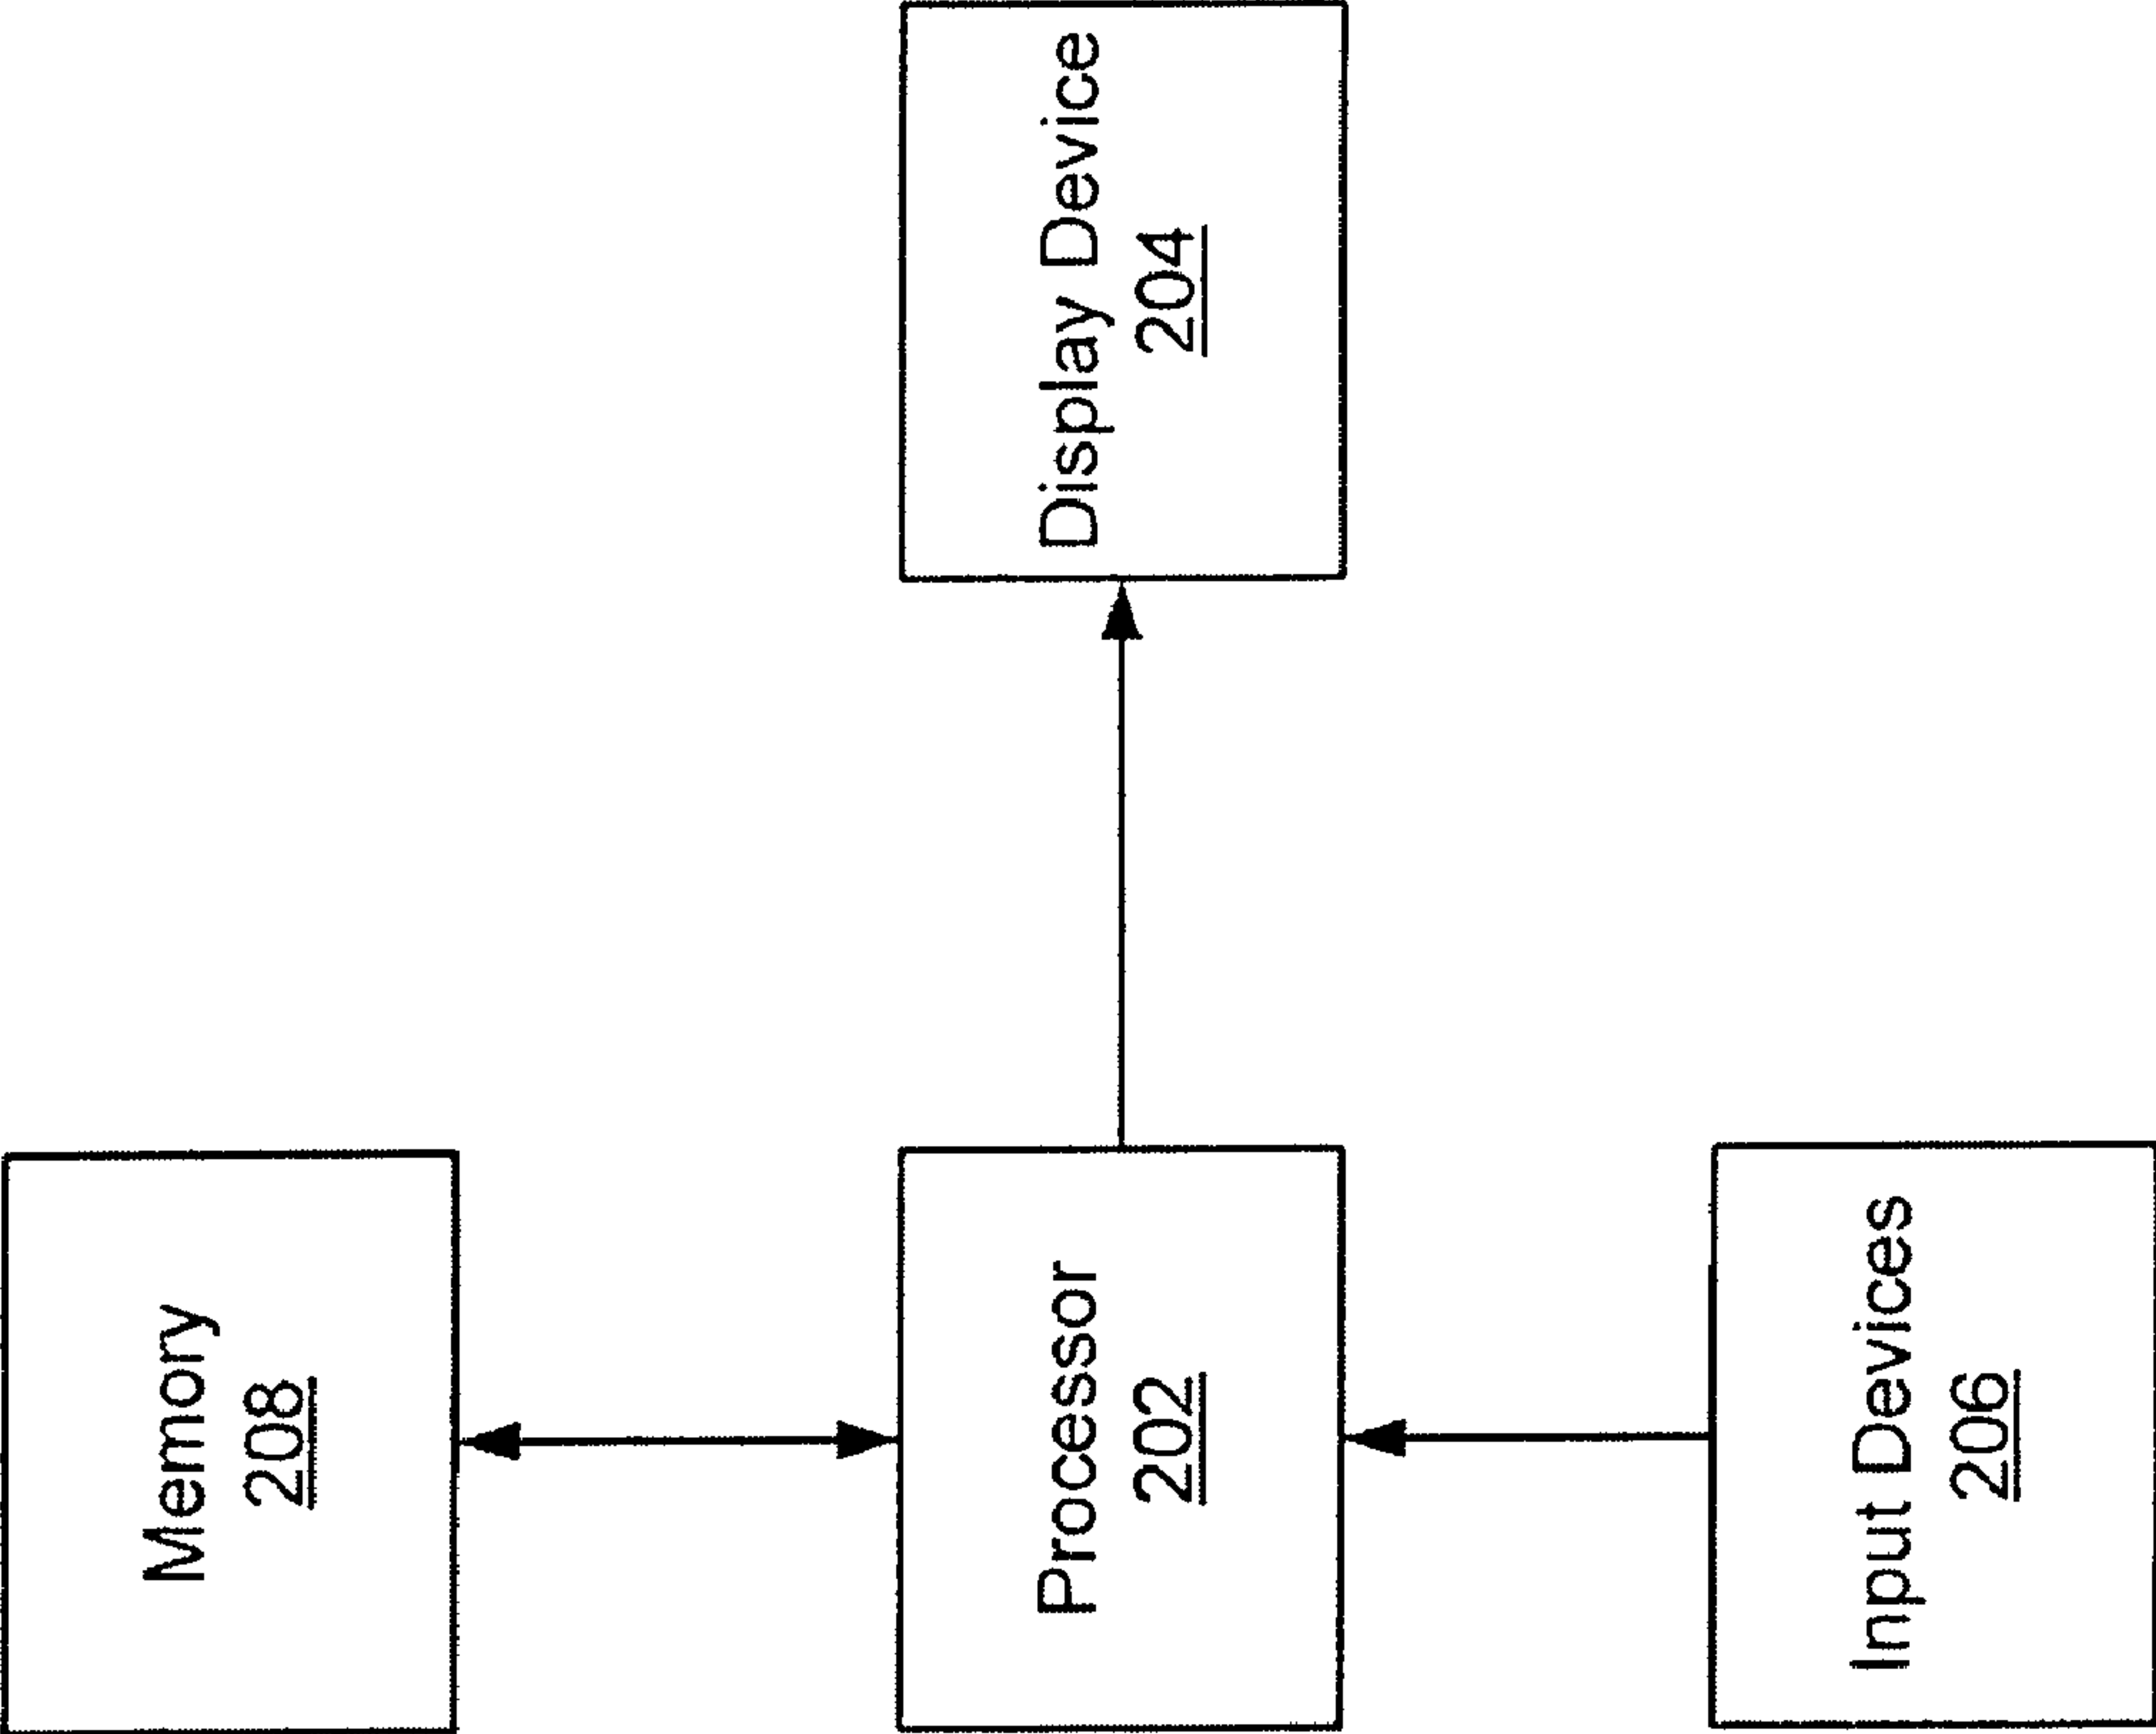 Memory
208
Processor
202
Display Device
204
Input Devices
206